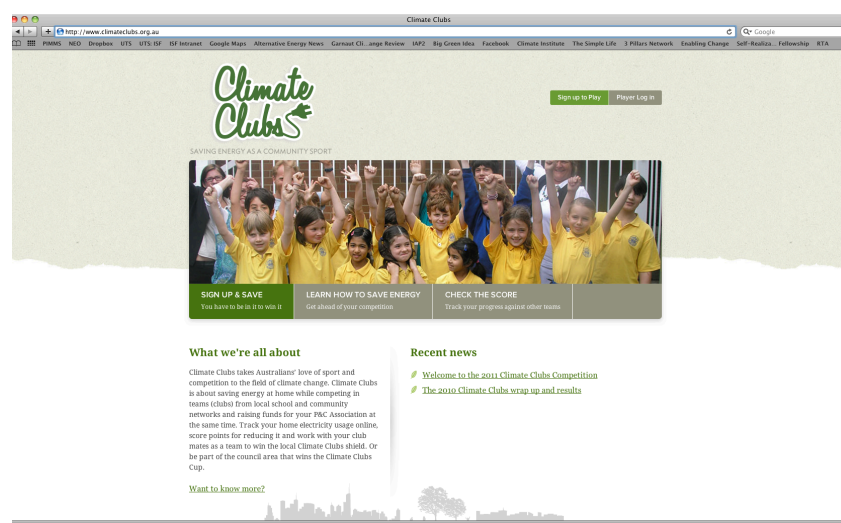 Climate Clubs
http://www.climateclubs.org.au
Google
PIMMS NEO Dropbox UTS UTS: ISF ISF Intranet Google Maps Alternative Energy News Garnaut Cli...ange Review IAP2 Big Green Idea Facebook Climate Institute The Simple Life 3 Pillars Network Enabling Change Self-Realiza... Fellowship RTA
Climate
Clubs
Sign up to Play Player Log in
SAVING ENERGY AS A COMMUNITY SPORT
SIGN UP & SAVE LEARN HOW TO SAVE ENERGY CHECK THE SCORE
You have to be in it to win it Get ahead of your competition Track your progress against other teams
What we're all about
Climate Clubs takes Australians' love of sport and
competition to the field of climate change. Climate Clubs
is about saving energy at home while competing in
teams (clubs) from local school and community
networks and raising funds for your P&C Association at
the same time. Track your home electricity usage online,
score points for reducing it and work with your club
mates as a team to win the local Climate Clubs shield. Or
be part of the council area that wins the Climate Clubs
Cup.
Want to know more?
Recent news
Welcome to the 2011 Climate Clubs Competition
The 2010 Climate Clubs wrap up and results